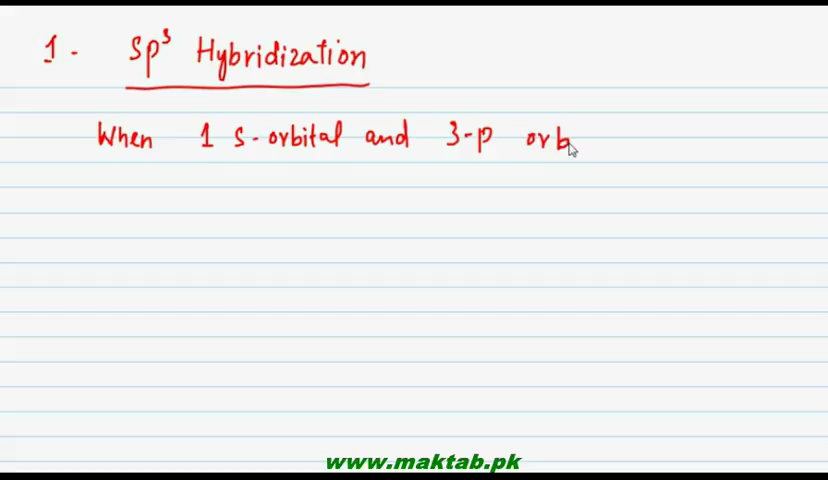 1- Sp³ Hybridization
When 1 s-orbital and 3-p orb
www.maktab.pk